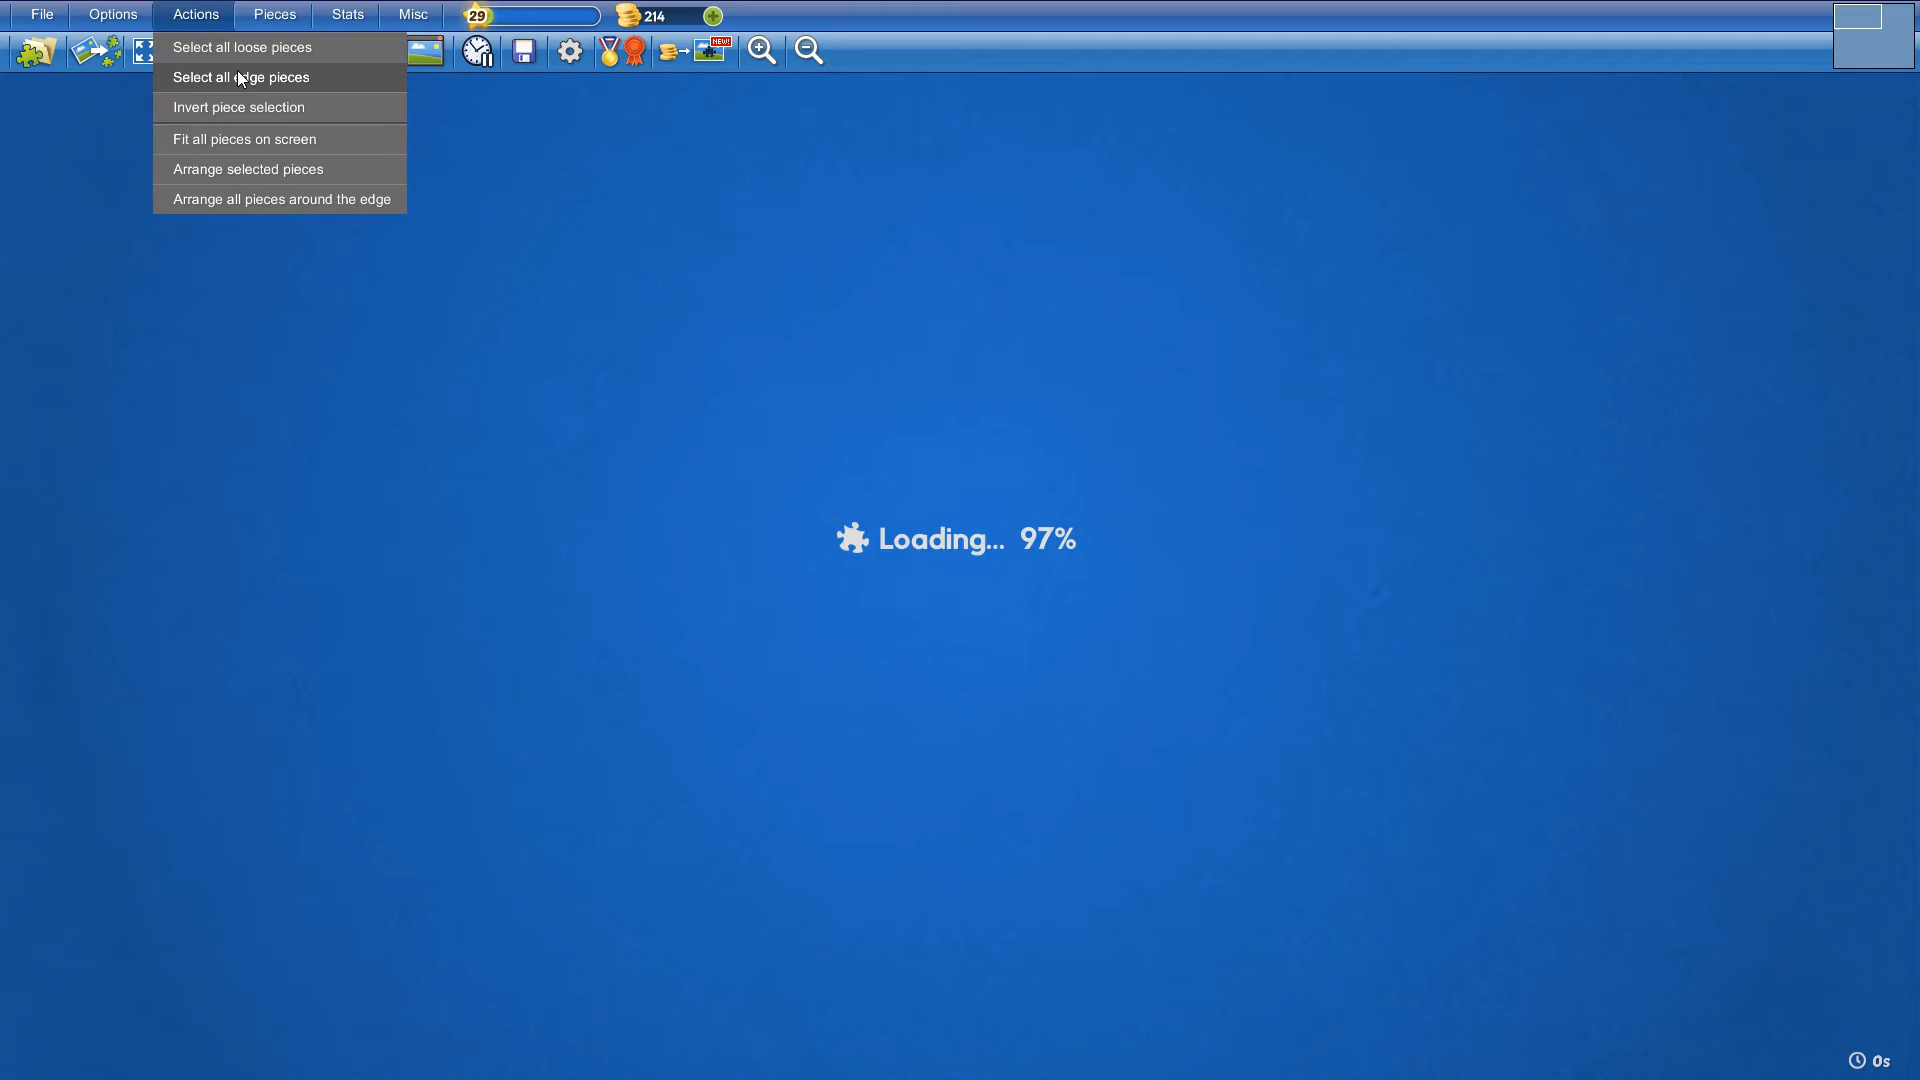 File Options Actions Pieces Stats Misc 29 214
NEW!
Select all loose pieces
Select all edge pieces
Invert piece selection
Fit all pieces on screen
Arrange selected pieces
Arrange all pieces around the edge
Loading... 97%
0s